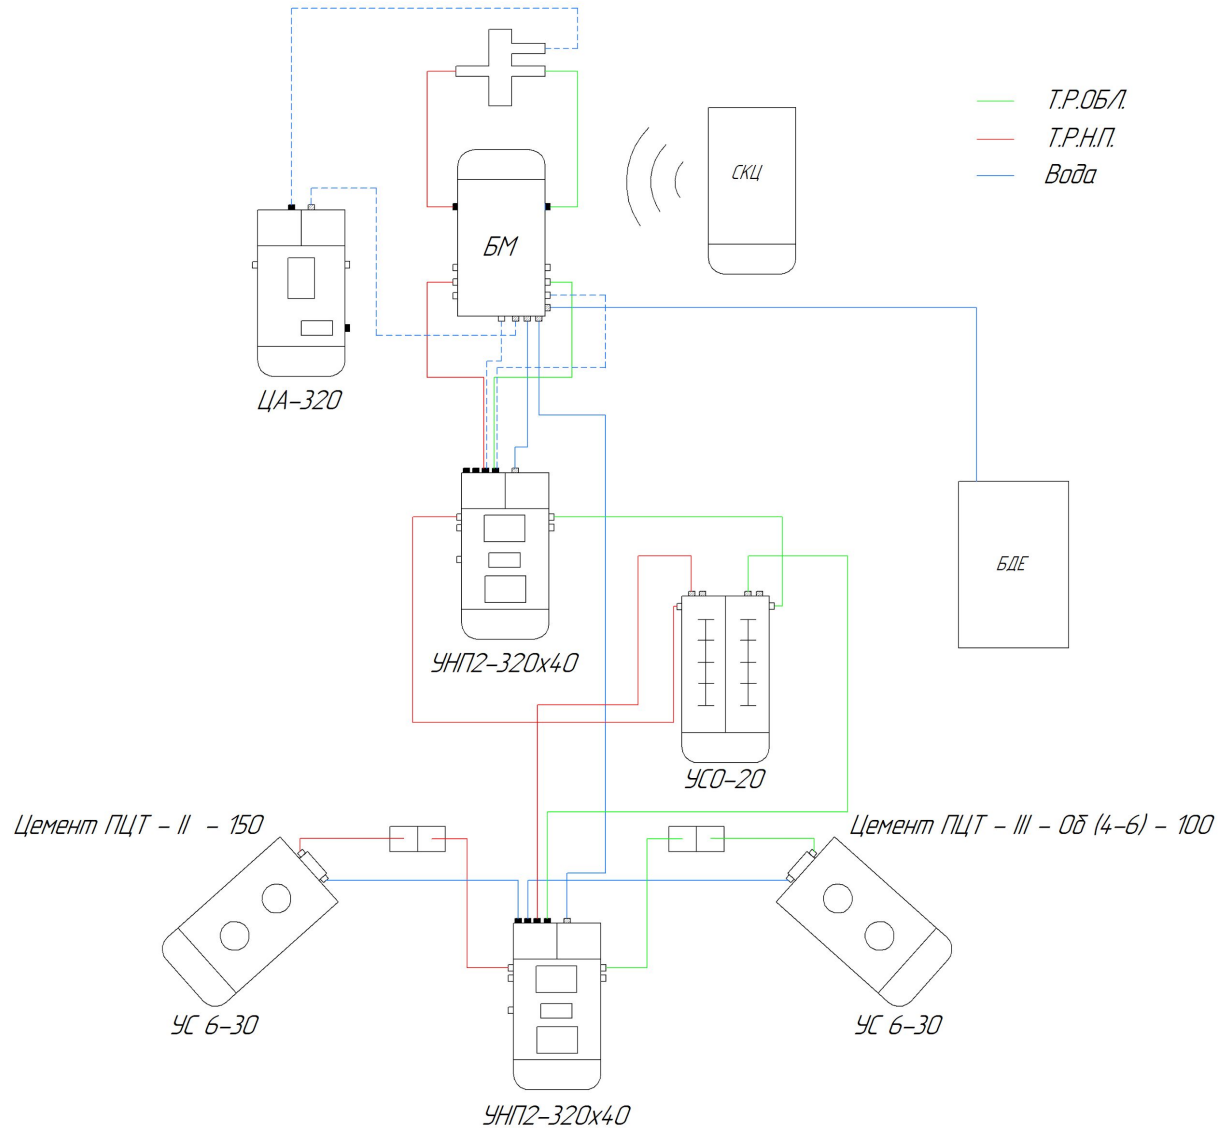 Т.Р.ОБЛ.
Т.Р.Н.П.
Вода
СКЦ
БМ
ЦА-320
БДЕ
УНП2-320х40
УСО-20
Цемент ПЦТ - II - 150
Цемент ПЦТ - III - Об (4-6) - 100
УС 6-30
УС 6-30
УНП2-320х40